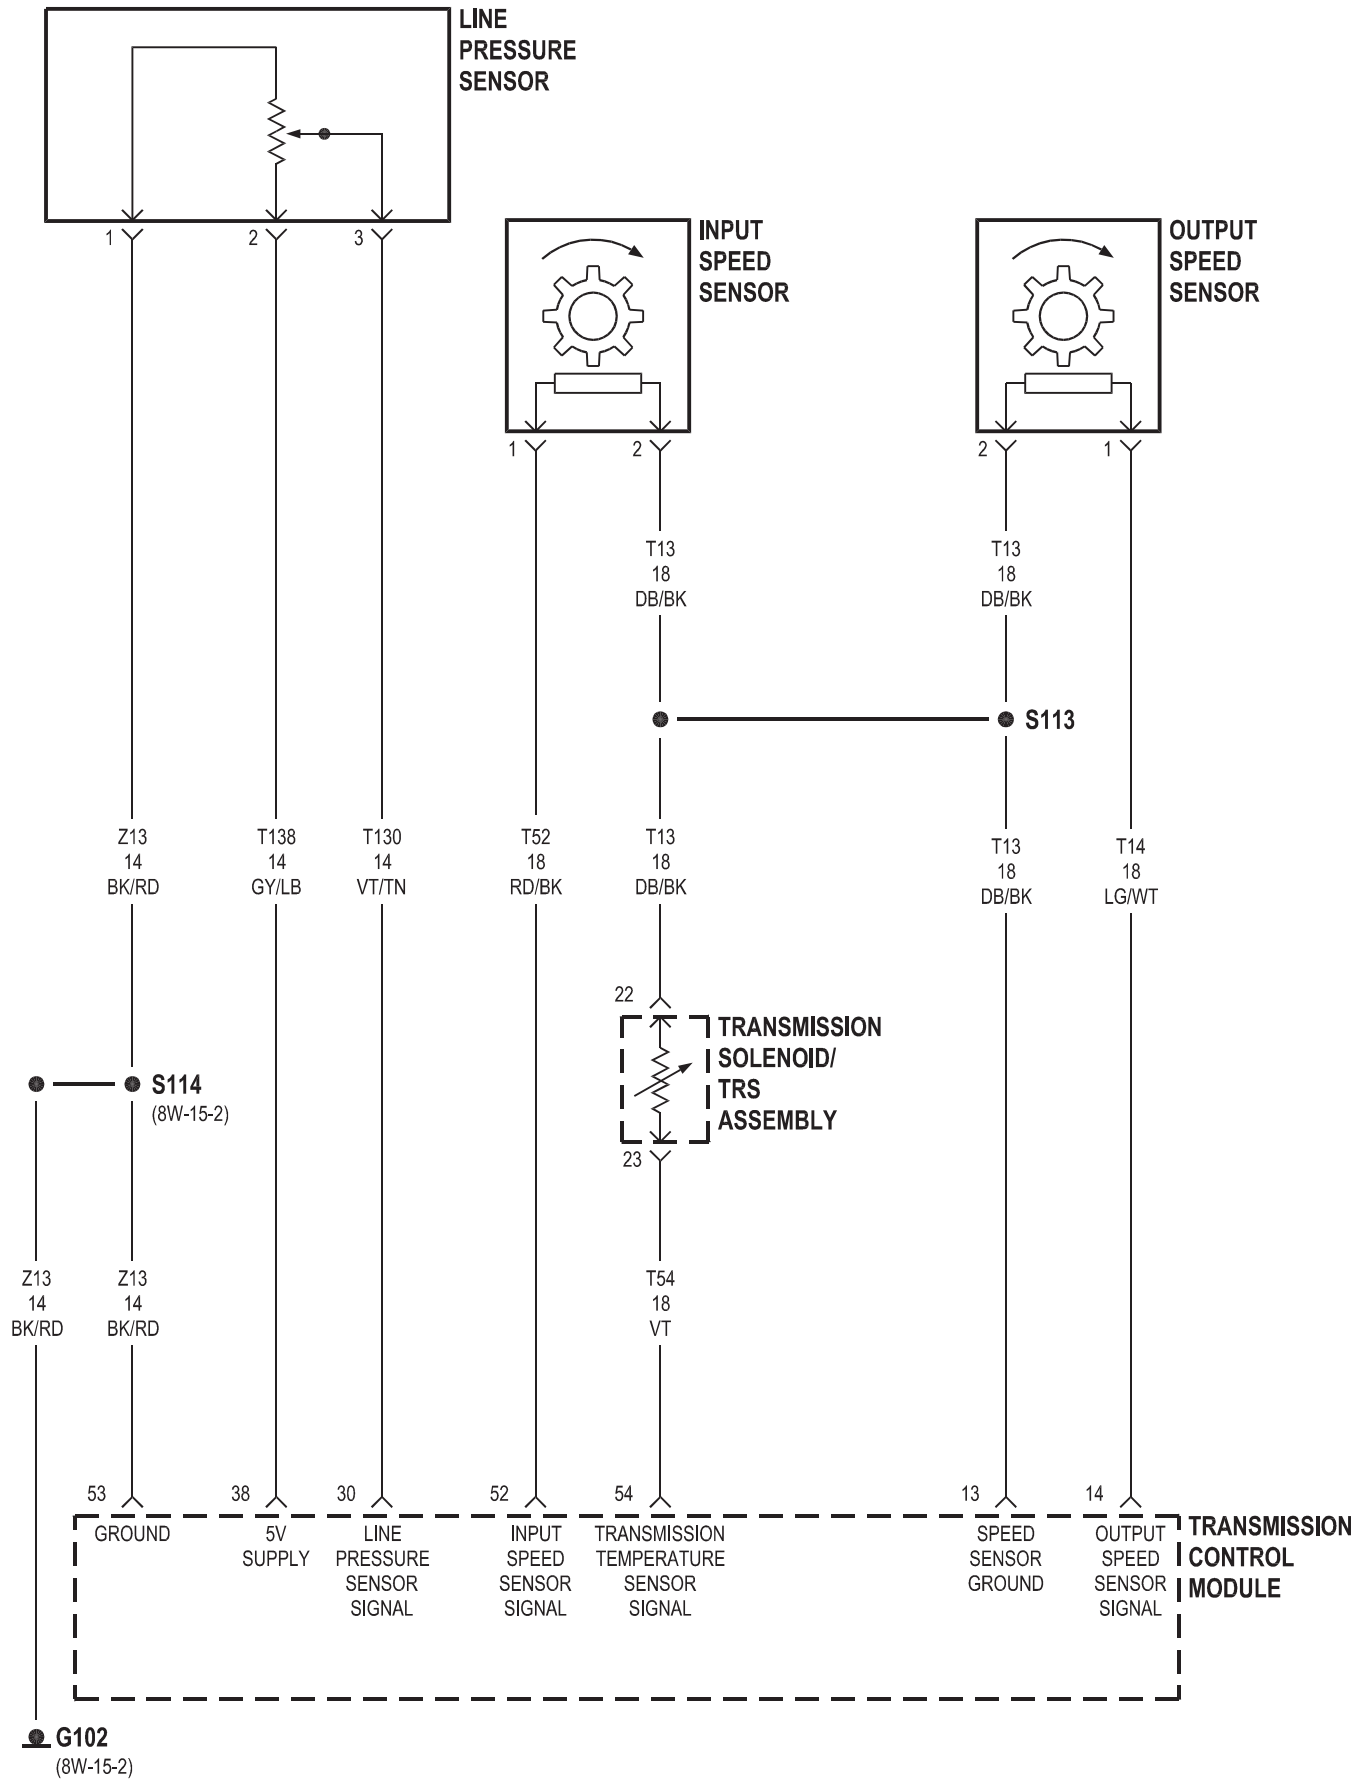 LINE
PRESSURE
SENSOR
1
2
3
INPUT
SPEED
SENSOR
OUTPUT
SPEED
SENSOR
1
2
2
1
T13
18
DB/BK
T13
18
DB/BK
S113
Z13
14
BK/RD
T138
14
GY/LB
T130
14
VT/TN
T52
18
RD/BK
T13
18
DB/BK
T13
18
DB/BK
T14
18
LG/WT
22
TRANSMISSION
SOLENOID/
TRS
ASSEMBLY
23
S114
(8W-15-2)
Z13
14
BK/RD
Z13
14
BK/RD
T54
18
VT
53
38
30
52
54
13
14
GROUND
5V
SUPPLY
LINE
PRESSURE
SENSOR
SIGNAL
INPUT
SPEED
SENSOR
SIGNAL
TRANSMISSION
TEMPERATURE
SENSOR
SIGNAL
SPEED
SENSOR
GROUND
OUTPUT
SPEED
SENSOR
SIGNAL
TRANSMISSION
CONTROL
MODULE
G102
(8W-15-2)